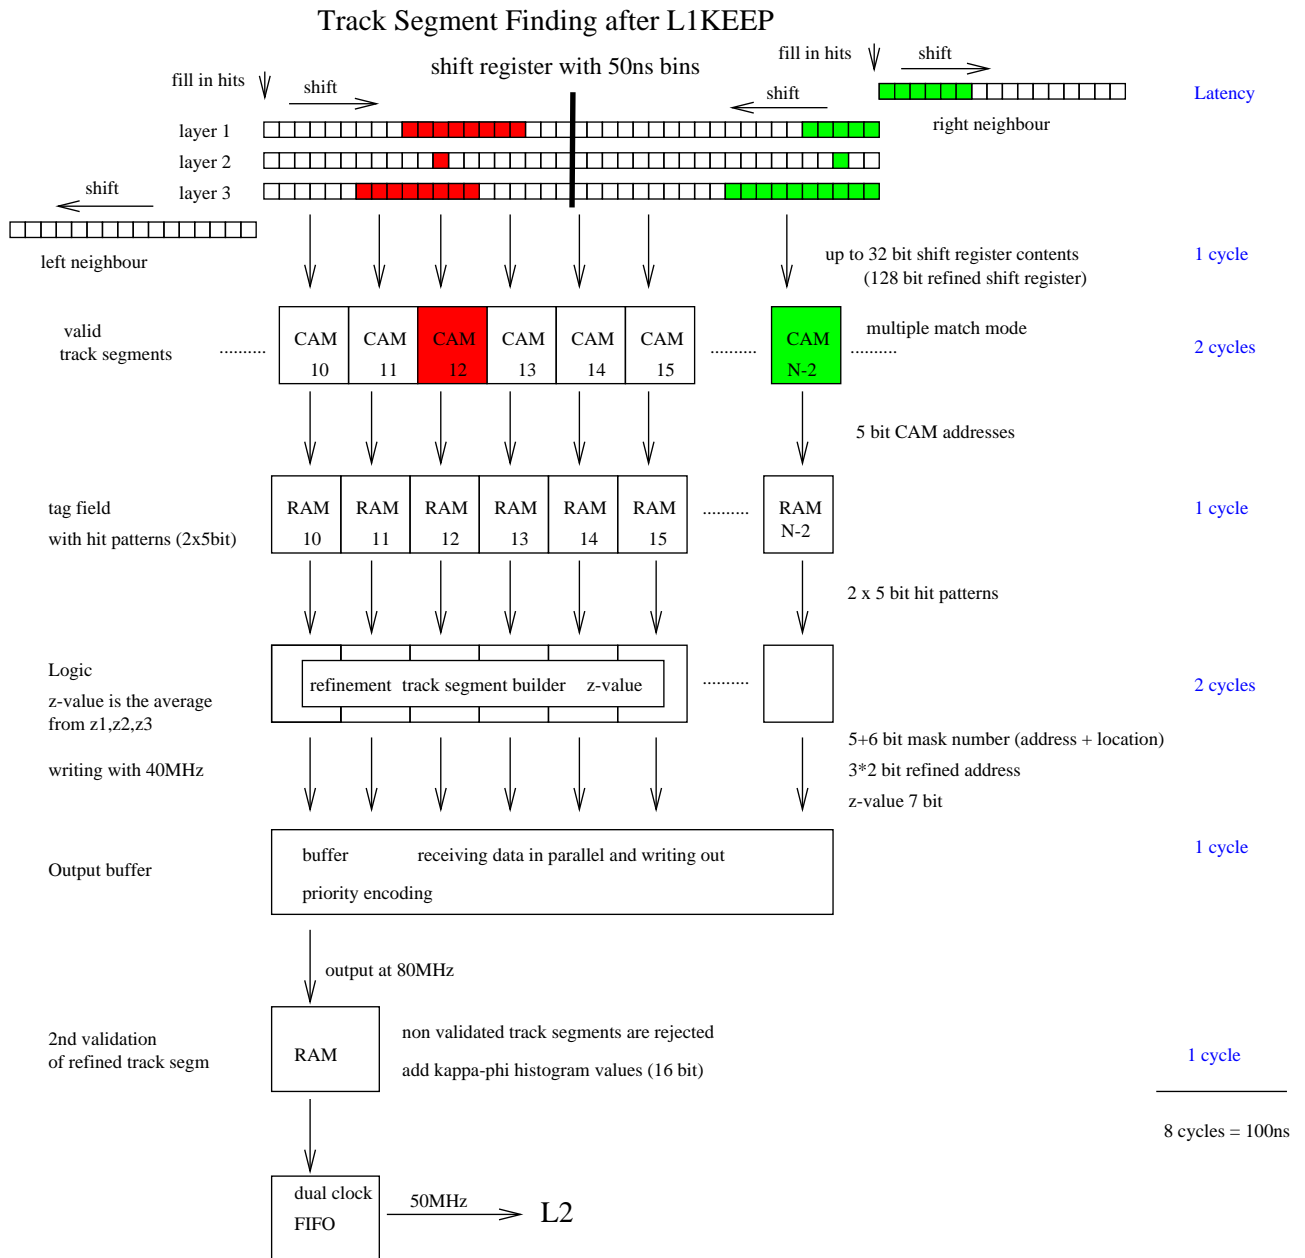 Track Segment Finding after L1KEEP
fill in hits
shift
shift register with 50ns bins
shift
fill in hits
shift
Latency
right neighbour
layer 1
layer 2
layer 3
shift
left neighbour
up to 32 bit shift register contents
(128 bit refined shift register)
1 cycle
valid
track segments
..........
CAM
10
CAM
11
CAM
12
CAM
13
CAM
14
CAM
15
..........
CAM
N-2
..........
multiple match mode
2 cycles
5 bit CAM addresses
tag field
with hit patterns (2x5bit)
RAM
10
RAM
11
RAM
12
RAM
13
RAM
14
RAM
15
..........
RAM
N-2
1 cycle
2 x 5 bit hit patterns
Logic
z-value is the average
from z1,z2,z3
writing with 40MHz
refinement track segment builder z-value
..........
2 cycles
5+6 bit mask number (address + location)
3*2 bit refined address
z-value 7 bit
Output buffer
buffer receiving data in parallel and writing out
priority encoding
1 cycle
output at 80MHz
2nd validation
of refined track segm
RAM
non validated track segments are rejected
add kappa-phi histogram values (16 bit)
1 cycle
8 cycles = 100ns
dual clock
FIFO
50MHz
L2